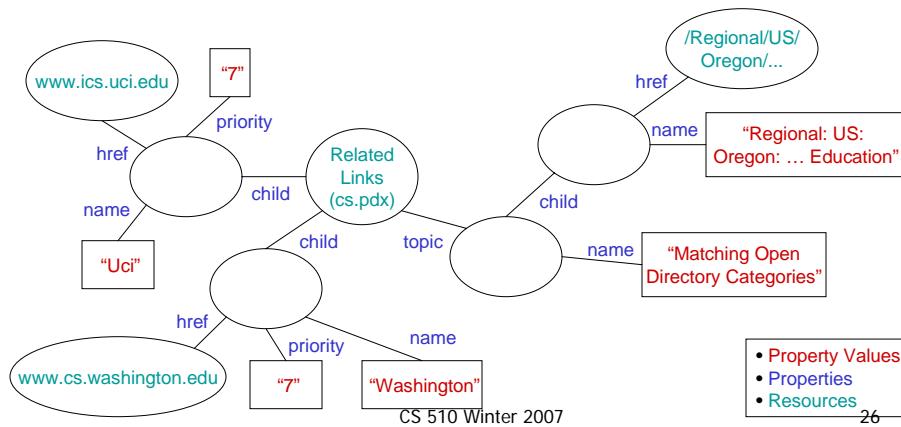 /Regional/US/
Oregon/...
www.ics.uci.edu
“7”
href
priority
name
“Regional: US:
Oregon: … Education”
href
Related
Links
(cs.pdx)
name
child
child
child
topic
name
“Matching Open
Directory Categories”
“Uci”
href
name
priority
www.cs.washington.edu
“7”
“Washington”
• Property Values
• Properties
• Resources
CS 510 Winter 2007
26